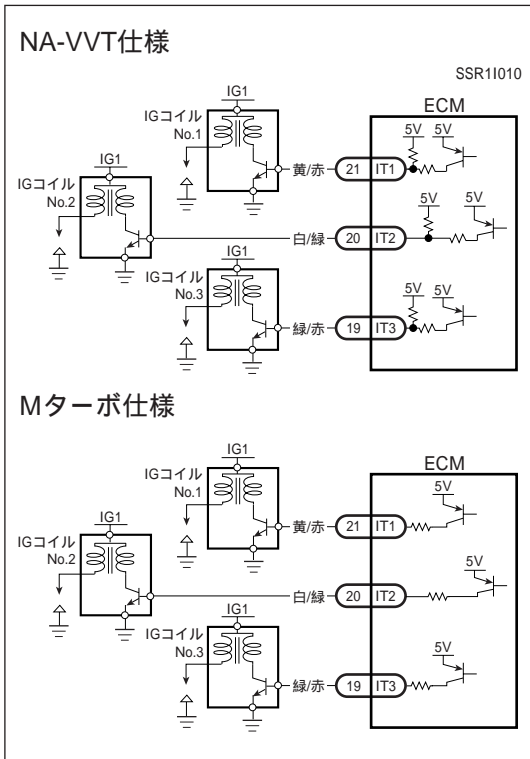 NA-VVT仕様
SSR1I010
IG1
ECM
IGコイル
No.1
5V 5V
IG1
黄/赤 21 IT1
IGコイル
No.2
5V 5V
白/緑 20 IT2
IG1
IGコイル
No.3
5V 5V
緑/赤 19 IT3
Mターボ仕様
IG1
ECM
IGコイル
No.1
5V
IG1
黄/赤 21 IT1
IGコイル
No.2
5V
白/緑 20 IT2
IG1
IGコイル
No.3
5V
緑/赤 19 IT3